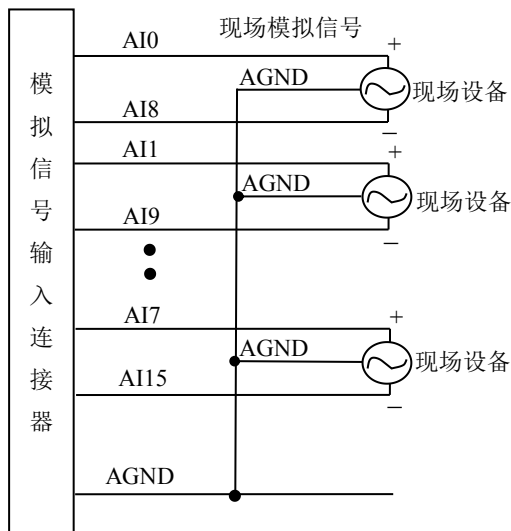 模拟信号输入连接器
现场模拟信号
AI0
+
AGND
现场设备
AI8
−
AI1
+
AGND
现场设备
AI9
−
AI7
+
AGND
现场设备
AI15
−
AGND